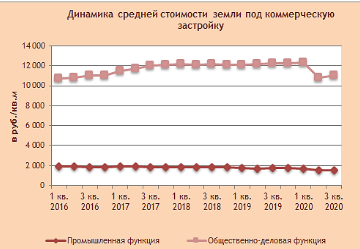 Динамика средней стоимости земли под коммерческую
застройку
в руб./кв.м
14 000
12 000
10 000
8 000
6 000
4 000
2 000
0
1 кв. 3 кв. 1 кв. 3 кв. 1 кв. 3 кв. 1 кв. 3 кв. 1 кв. 3 кв.
2016 2016 2017 2017 2018 2018 2019 2019 2020 2020
Промышленная функция Общественно-деловая функция